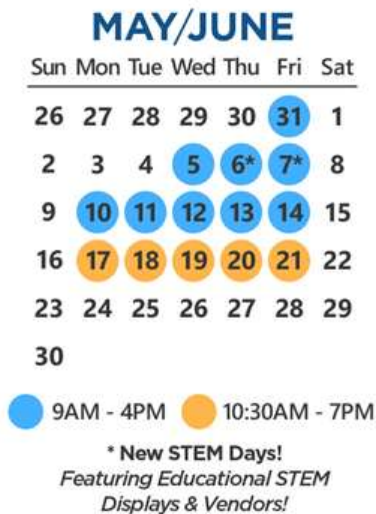 MAY/JUNE
Sun Mon Tue Wed Thu Fri Sat
26 27 28 29 30 31 1
2 3 4 5 6* 7* 8
9 10 11 12 13 14 15
16 17 18 19 20 21 22
23 24 25 26 27 28 29
30
9AM - 4PM 10:30AM - 7PM
* New STEM Days!
Featuring Educational STEM
Displays & Vendors!